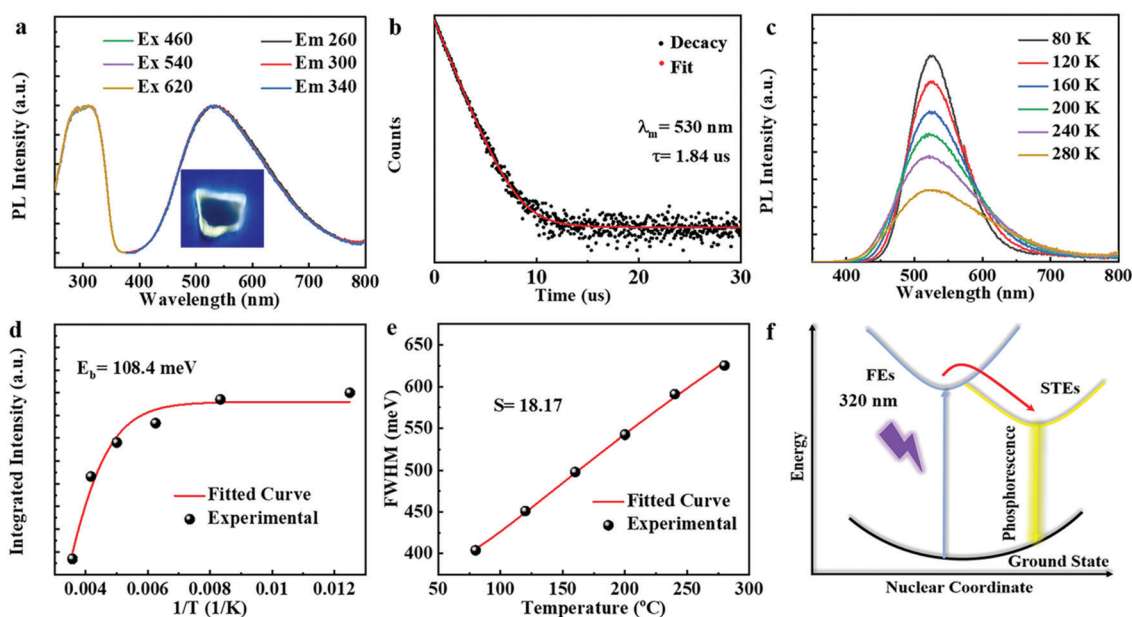 a
Ex 460
Ex 540
Ex 620
Em 260
Em 300
Em 340
PL Intensity (a.u.)
300 400 500 600 700 800
Wavelength (nm)
b
Decacy
Fit
λm= 530 nm
τ= 1.84 us
Counts
0 10 20 30
Time (us)
c
80 K
120 K
160 K
200 K
240 K
280 K
PL Intensity (a.u.)
400 500 600 700 800
Wavelength (nm)
d
Eb= 108.4 meV
Fitted Curve
Experimental
Integrated Intensity (a.u.)
0.004 0.006 0.008 0.010 0.012
1/T (1/K)
e
S= 18.17
Fitted Curve
Experimental
FWHM (meV)
650
600
550
500
450
400
50 100 150 200 250 300
Temperature (ºC)
f
FEs
STEs
320 nm
Phosphorescence
Ground State
Energy
Nuclear Coordinate